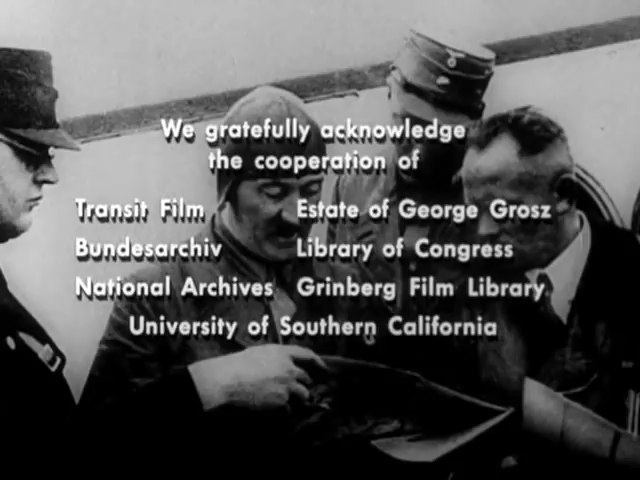 We gratefully acknowledge
the cooperation of
Transit Film Estate of George Grosz
Bundesarchiv Library of Congress
National Archives Grinberg Film Library
University of Southern California